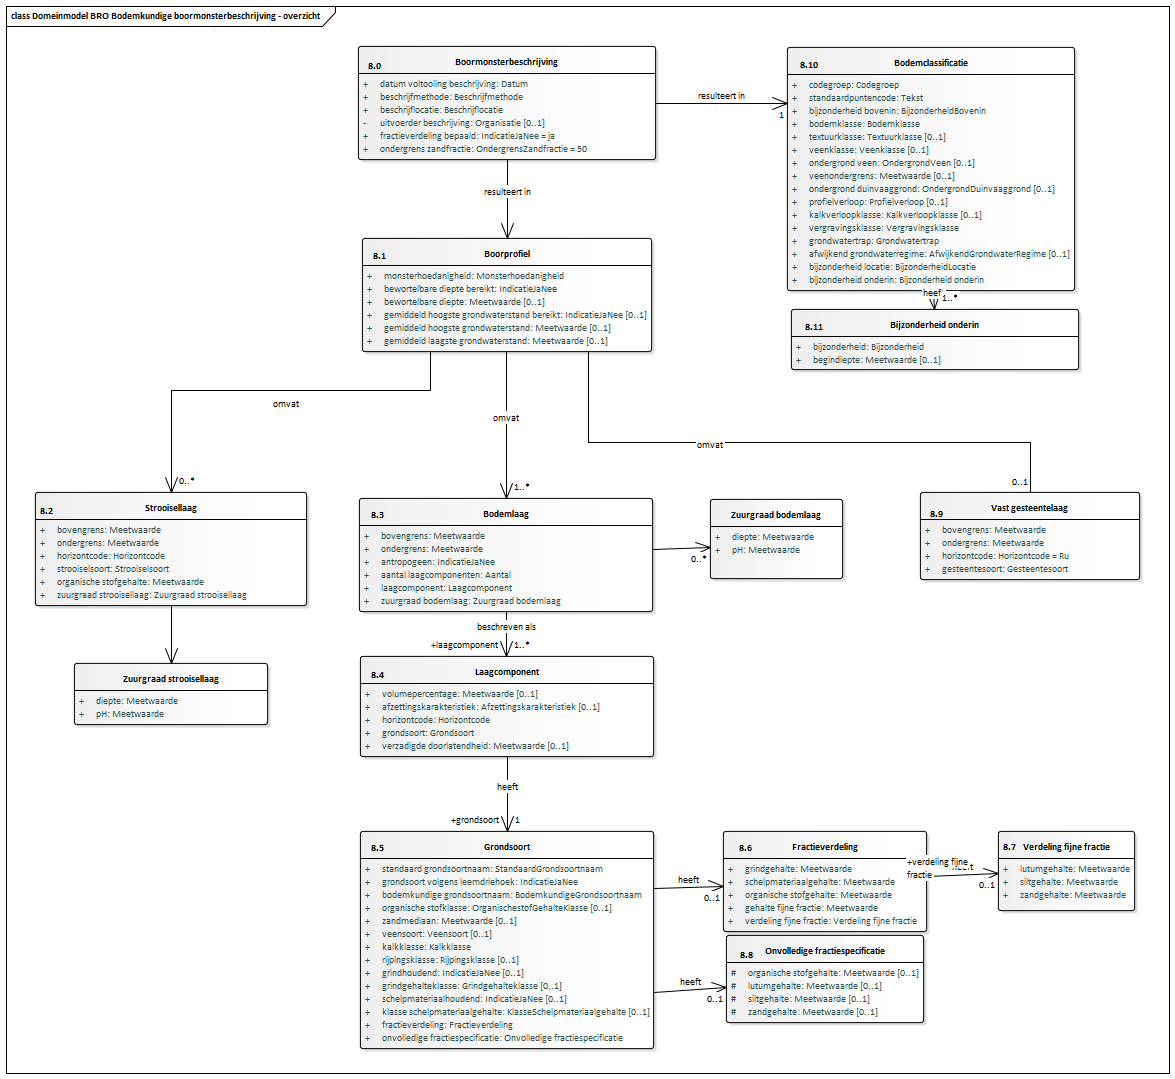 class Domeinmodel BRO Bodemkundige boormonsterbeschrijving - overzicht
8.0 Boormonsterbeschrijving
+ datum voltooiing beschrijving: Datum
+ beschrijfmethode: Beschrijfmethode
+ beschrijflocatie: Beschrijflocatie
- uitvoerder beschrijving: Organisatie [0..1]
+ fractieverdeling bepaald: IndicatieJaNee = ja
+ ondergrens zandfractie: OndergrensZandfractie = 50
resulteert in
1
8.10 Bodemclassificatie
+ codegroep: Codegroep
+ standaardpuntencode: Tekst
+ bijzonderheid bovenin: BijzonderheidBovenin
+ bodemklasse: Bodemklasse
+ textuurklasse: Textuurklasse [0..1]
+ veenklasse: Veenklasse [0..1]
+ ondergrond veen: OndergrondVeen [0..1]
+ veenondergrens: Meetwaarde [0..1]
+ ondergrond duinvaaggrond: OndergrondDuinvaaggrond [0..1]
+ profielverloop: Profielverloop [0..1]
+ kalkverloopklasse: Kalkverloopklasse [0..1]
+ vergravingsklasse: Vergravingsklasse
+ grondwatertrap: Grondwatertrap
+ afwijkend grondwaterregime: AfwijkendGrondwaterRegime [0..1]
+ bijzonderheid locatie: BijzonderheidLocatie
+ bijzonderheid onderin: Bijzonderheid onderin
1..*
8.11 Bijzonderheid onderin
+ bijzonderheid: Bijzonderheid
+ begindiepte: Meetwaarde [0..1]
resulteert in
8.1 Boorprofiel
+ monsterhoedanigheid: Monsterhoedanigheid
+ bewortelbare diepte bereikt: IndicatieJaNee
+ bewortelbare diepte: Meetwaarde [0..1]
+ gemiddeld hoogste grondwaterstand bereikt: IndicatieJaNee [0..1]
+ gemiddeld hoogste grondwaterstand: Meetwaarde [0..1]
+ gemiddeld laagste grondwaterstand: Meetwaarde [0..1]
omvat
0..*
omvat
1..*
omvat
0..1
8.2 Strooisellaag
+ bovengrens: Meetwaarde
+ ondergrens: Meetwaarde
+ horizontcode: Horizontcode
+ strooiselsoort: Strooiselsoort
+ organische stofgehalte: Meetwaarde
+ zuurgraad strooisellaag: Zuurgraad strooisellaag
Zuurgraad strooisellaag
+ diepte: Meetwaarde
+ pH: Meetwaarde
8.3 Bodemlaag
+ bovengrens: Meetwaarde
+ ondergrens: Meetwaarde
+ antropogeen: IndicatieJaNee
+ aantal laagcomponenten: Aantal
+ laagcomponent: Laagcomponent
+ zuurgraad bodemlaag: Zuurgraad bodemlaag
0..*
Zuurgraad bodemlaag
+ diepte: Meetwaarde
+ pH: Meetwaarde
8.9 Vast gesteentelaag
+ bovengrens: Meetwaarde
+ ondergrens: Meetwaarde
+ horizontcode: Horizontcode = Ru
+ gesteentesoort: Gesteentesoort
beschreven als
+laagcomponent 1..*
8.4 Laagcomponent
+ volumepercentage: Meetwaarde [0..1]
+ afzettingskarakteristiek: Afzettingskarakteristiek [0..1]
+ horizontcode: Horizontcode
+ grondsoort: Grondsoort
+ verzadigde doorlatendheid: Meetwaarde [0..1]
heeft
+grondsoort 1
8.5 Grondsoort
+ standaard grondsoortnaam: StandaardGrondsoortnaam
+ grondsoort volgens leemdriehoek: IndicatieJaNee
+ bodemkundige grondsoortnaam: BodemkundigeGrondsoortnaam
+ organische stofklasse: OrganischestofGehalteKlasse [0..1]
+ zandmediaan: Meetwaarde [0..1]
+ veensoort: Veensoort [0..1]
+ kalkklasse: Kalkklasse
+ rijpingsklasse: Rijpingsklasse [0..1]
+ grindhoudend: IndicatieJaNee [0..1]
+ grindgehalteklasse: Grindgehalteklasse [0..1]
+ schelpmateriaalhoudend: IndicatieJaNee [0..1]
+ klasse schelpmateriaalgehalte: KlasseSchelpmateriaalgehalte [0..1]
+ fractieverdeling: Fractieverdeling
+ onvolledige fractiespecificatie: Onvolledige fractiespecificatie
heeft
0..1
8.6 Fractieverdeling
+ grindgehalte: Meetwaarde
+ schelpmateriaalgehalte: Meetwaarde
+ organische stofgehalte: Meetwaarde
+ gehalte fijne fractie: Meetwaarde
+ verdeling fijne fractie: Verdeling fijne fractie
+verdeling fijne
fractie
0..1
8.7 Verdeling fijne fractie
+ lutumgehalte: Meetwaarde
+ siltgehalte: Meetwaarde
+ zandgehalte: Meetwaarde
heeft
0..1
8.8 Onvolledige fractiespecificatie
# organische stofgehalte: Meetwaarde [0..1]
# lutumgehalte: Meetwaarde [0..1]
# siltgehalte: Meetwaarde [0..1]
# zandgehalte: Meetwaarde [0..1]